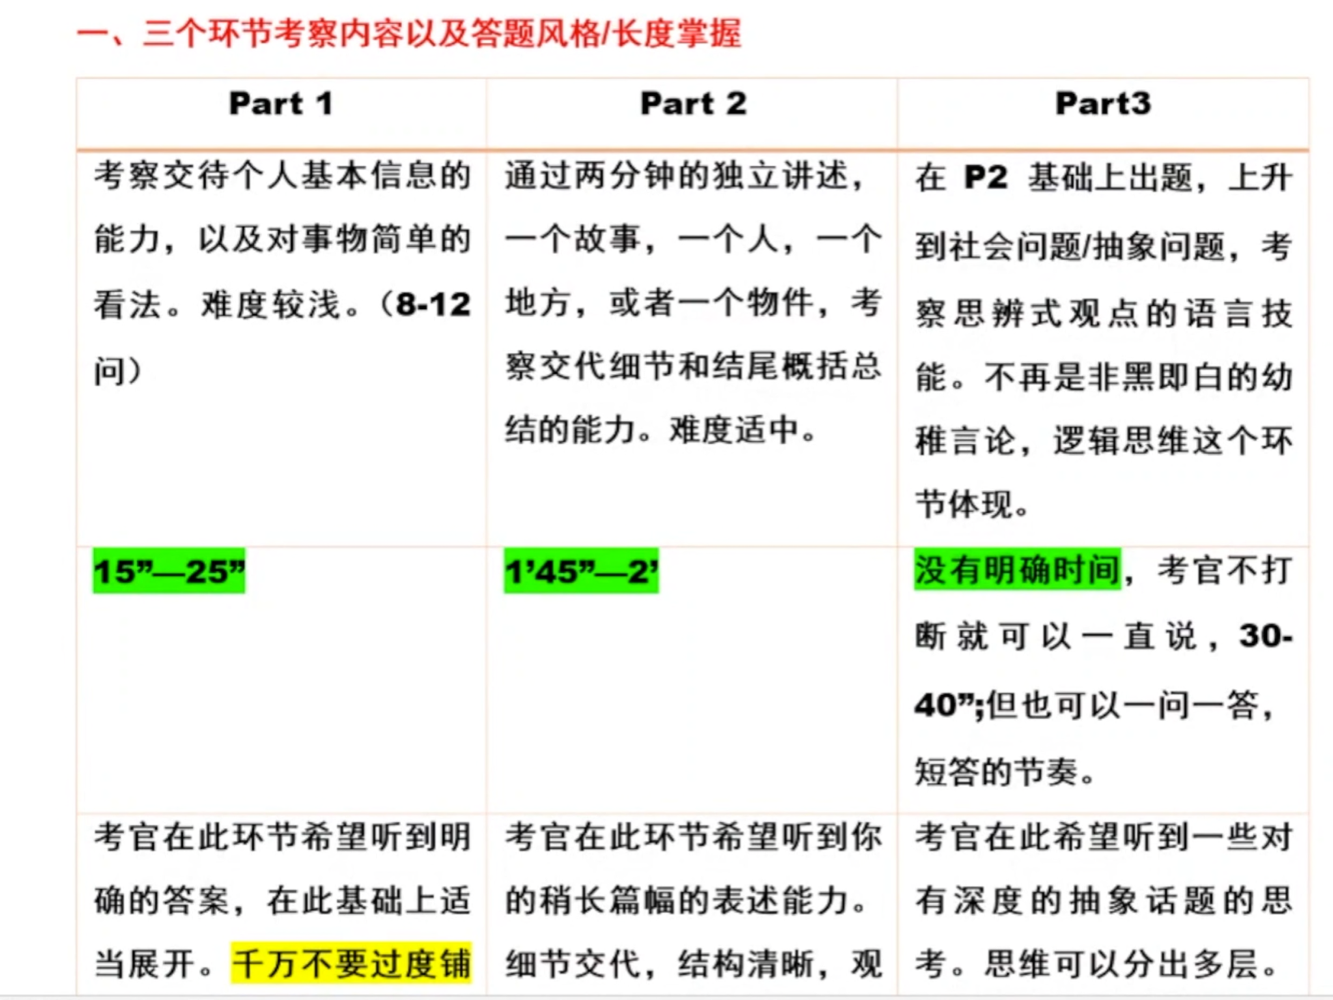 一、三个环节考察内容以及答题风格/长度掌握
Part 1
Part 2
Part3
考察交待个人基本信息的
能力，以及对事物简单的
看法。难度较浅。（8-12
问）
通过两分钟的独立讲述，
一个故事，一个人，一个
地方，或者一个物件，考
察交代细节和结尾概括总
结的能力。难度适中。
在 P2 基础上出题，上升
到社会问题/抽象问题，考
察思辨式观点的语言技
能。不再是非黑即白的幼
稚言论，逻辑思维这个环
节体现。
15”—25”
1’45”—2’
没有明确时间，考官不打
断就可以一直说，30-
40”;但也可以一问一答，
短答的节奏。
考官在此环节希望听到明
确的答案，在此基础上适
当展开。千万不要过度铺
考官在此环节希望听到你
的稍长篇幅的表述能力。
细节交代，结构清晰，观
考官在此希望听到一些对
有深度的抽象话题的思
考。思维可以分出多层。